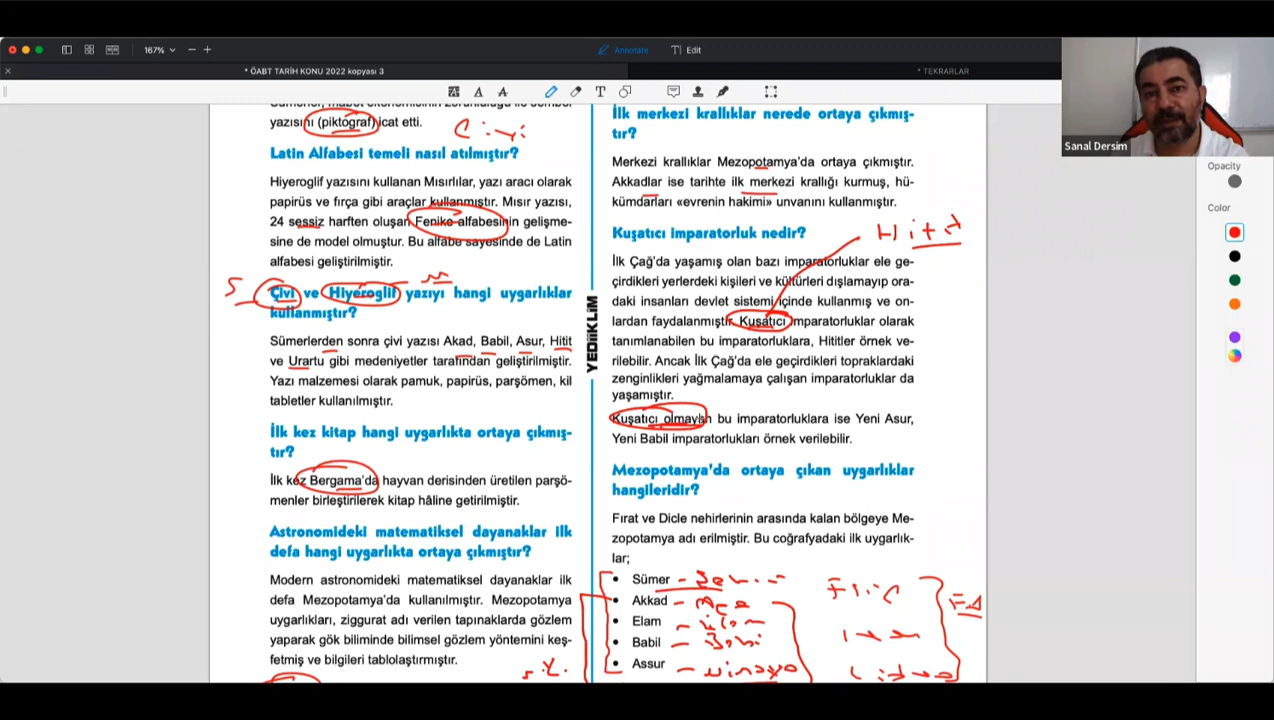 167%
Annotate
Edit
* ÖABT TARİH KONU 2022 kopyası 3
* TEKRARLAR
Sanal Dersim
Opacity
Color
yazısını (piktograf) icat etti.
Çivi
Latin Alfabesi temeli nasıl atılmıştır?
Hiyeroglif yazısını kullanan Mısırlılar, yazı aracı olarak
papirüs ve fırça gibi araçlar kullanmıştır. Mısır yazısı,
24 sessiz harften oluşan Fenike alfabesinin gelişme-
sine de model olmuştur. Bu alfabe sayesinde de Latin
alfabesi geliştirilmiştir.
S
M
Çivi ve Hiyeroglif yazıyı hangi uygarlıklar
kullanmıştır?
Sümerlerden sonra çivi yazısı Akad, Babil, Asur, Hitit
ve Urartu gibi medeniyetler tarafından geliştirilmiştir.
Yazı malzemesi olarak pamuk, papirüs, parşömen, kil
tabletler kullanılmıştır.
İlk kez kitap hangi uygarlıkta ortaya çıkmış-
tır?
İlk kez Bergama'da hayvan derisinden üretilen parşö-
menler birleştirilerek kitap hâline getirilmiştir.
Astronomideki matematiksel dayanaklar ilk
defa hangi uygarlıkta ortaya çıkmıştır?
Modern astronomideki matematiksel dayanaklar ilk
defa Mezopotamya'da kullanılmıştır. Mezopotamya
uygarlıkları, ziggurat adı verilen tapınaklarda gözlem
yaparak gök biliminde bilimsel gözlem yöntemini keş-
fetmiş ve bilgileri tablolaştırmıştır.
YEDİİKLİM
İlk merkezi krallıklar nerede ortaya çıkmış-
tır?
Merkezi krallıklar Mezopotamya'da ortaya çıkmıştır.
Akkadlar ise tarihte ilk merkezi krallığı kurmuş, hü-
kümdarları «evrenin hakimi» unvanını kullanmıştır.
Hitit
Kuşatıcı imparatorluk nedir?
İlk Çağ'da yaşamış olan bazı imparatorluklar ele ge-
çirdikleri yerlerdeki kişileri ve kültürleri dışlamayıp ora-
daki insanları devlet sistemi içinde kullanmış ve on-
lardan faydalanmıştır. Kuşatıcı imparatorluklar olarak
tanımlanabilen bu imparatorluklara, Hititler örnek ve-
rilebilir. Ancak İlk Çağ'da ele geçirdikleri topraklardaki
zenginlikleri yağmalamaya çalışan imparatorluklar da
yaşamıştır.
Kuşatıcı olmayan bu imparatorluklara ise Yeni Asur,
Yeni Babil imparatorlukları örnek verilebilir.
Mezopotamya'da ortaya çıkan uygarlıklar
hangileridir?
Fırat ve Dicle nehirlerinin arasında kalan bölgeye Me-
zopotamya adı erilmiştir. Bu coğrafyadaki ilk uygarlık-
lar;
• Sümer
• Akkad
• Elam
• Babil
• Assur